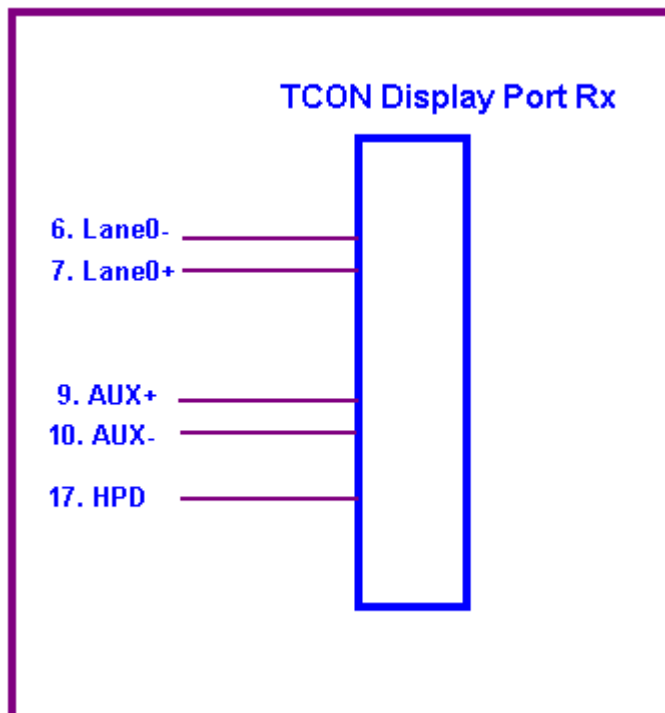 TCON Display Port Rx
6. Lane0-
7. Lane0+
9. AUX+
10. AUX-
17. HPD